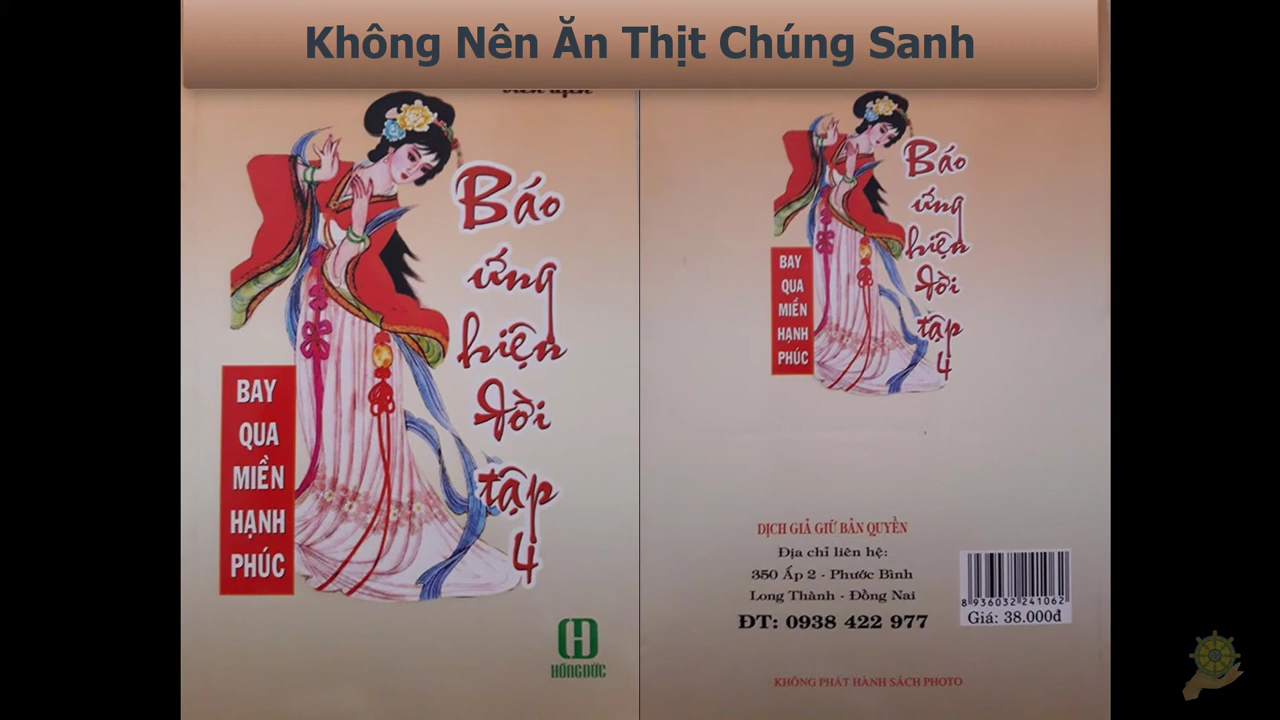 Không Nên Ăn Thịt Chúng Sanh
Báo
ứng
hiện
đời
tập
4
BAY
QUA
MIỀN
HẠNH
PHÚC
HỒNG ĐỨC
Báo
ứng
hiện
đời
tập
4
BAY
QUA
MIỀN
HẠNH
PHÚC
DỊCH GIẢ GIỮ BẢN QUYỀN
Địa chỉ liên hệ:
350 Ấp 2 - Phước Bình
Long Thành - Đồng Nai
ĐT: 0938 422 977
8 936032 241062
Giá: 38.000đ
KHÔNG PHÁT HÀNH SÁCH PHOTO